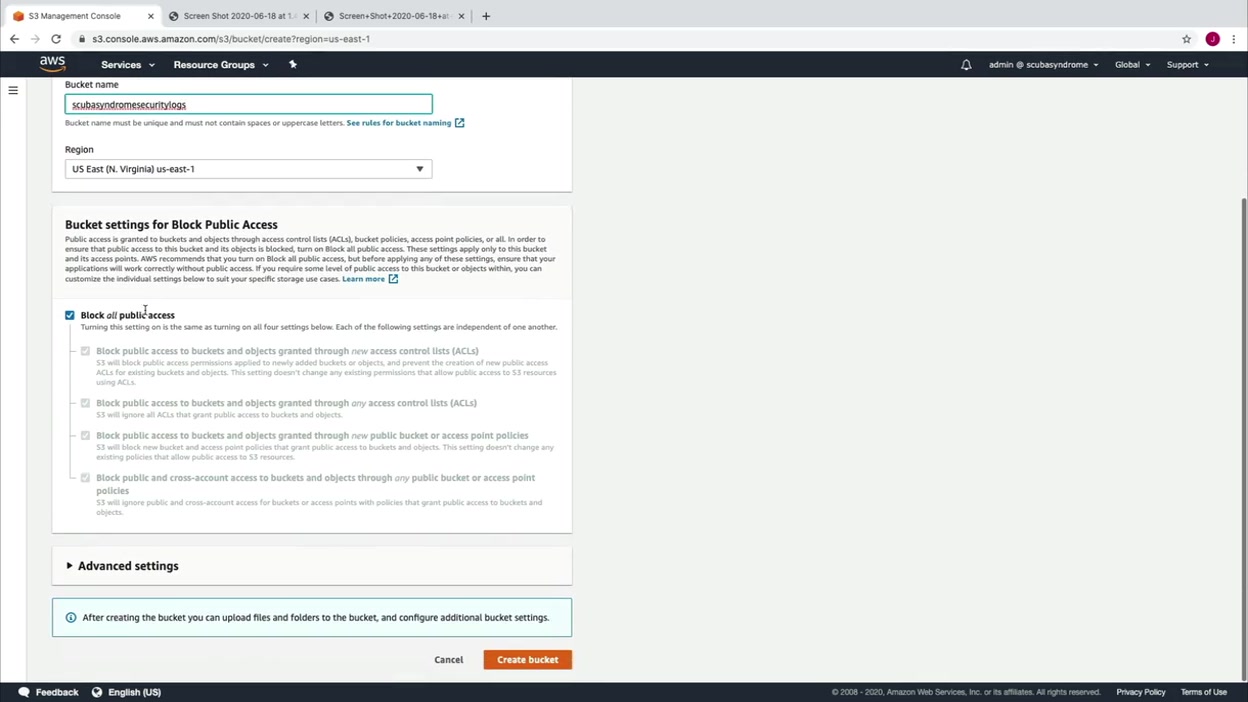 S3 Management Console
Screen Shot 2020-06-18 at 1.
Screen+Shot+2020-06-18+at
s3.console.aws.amazon.com/s3/bucket/create?region=us-east-1
J
aws Services Resource Groups admin @ scubasyndrome Global Support
Bucket name
scubasyndromesecuritylogs
Bucket name must be unique and must not contain spaces or uppercase letters. See rules for bucket naming
Region
US East (N. Virginia) us-east-1
Bucket settings for Block Public Access
Public access is granted to buckets and objects through access control lists (ACLs), bucket policies, access point policies, or all. In order to
ensure that public access to this bucket and its objects is blocked, turn on Block all public access. These settings apply only to this bucket
and its access points. AWS recommends that you turn on Block all public access, but before applying any of these settings, ensure that your
applications will work correctly without public access. If you require some level of public access to this bucket or objects within, you can
customize the individual settings below to suit your specific storage use cases. Learn more
Block all public access
Turning this setting on is the same as turning on all four settings below. Each of the following settings are independent of one another.
Block public access to buckets and objects granted through new access control lists (ACLs)
S3 will block public access permissions applied to newly added buckets or objects, and prevent the creation of new public access
ACLs for existing buckets and objects. This setting doesn't change any existing permissions that allow public access to S3 resources
using ACLs.
Block public access to buckets and objects granted through any access control lists (ACLs)
S3 will ignore all ACLs that grant public access to buckets and objects.
Block public access to buckets and objects granted through new public bucket or access point policies
S3 will block new bucket and access point policies that grant public access to buckets and objects. This setting doesn't change any
existing policies that allow public access to S3 resources.
Block public and cross-account access to buckets and objects through any public bucket or access point
policies
S3 will ignore public and cross-account access for buckets or access points with policies that grant public access to buckets and
objects.
Advanced settings
After creating the bucket you can upload files and folders to the bucket, and configure additional bucket settings.
Cancel Create bucket
Feedback English (US) © 2008 - 2020, Amazon Web Services, Inc. or its affiliates. All rights reserved. Privacy Policy Terms of Use